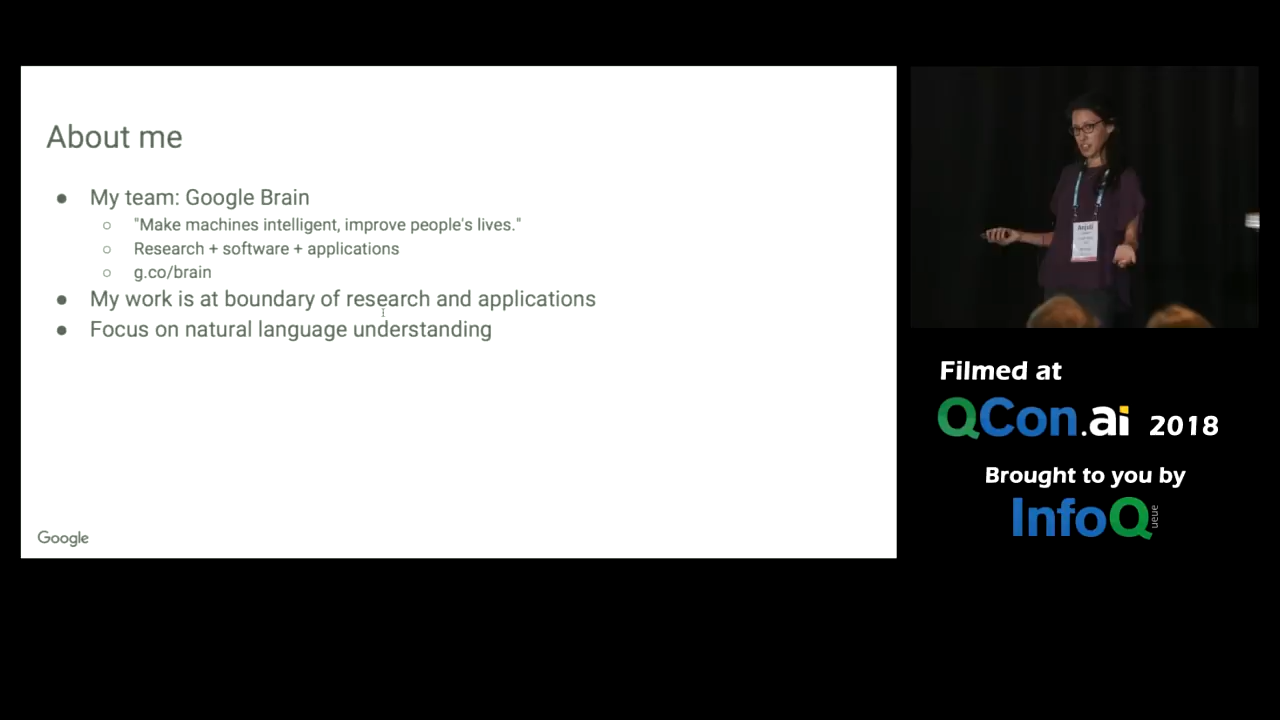 About me
● My team: Google Brain
○ "Make machines intelligent, improve people's lives."
○ Research + software + applications
○ g.co/brain
● My work is at boundary of research and applications
● Focus on natural language understanding
Google
Anjuli
Filmed at
QCon.ai 2018
Brought to you by
InfoQueue